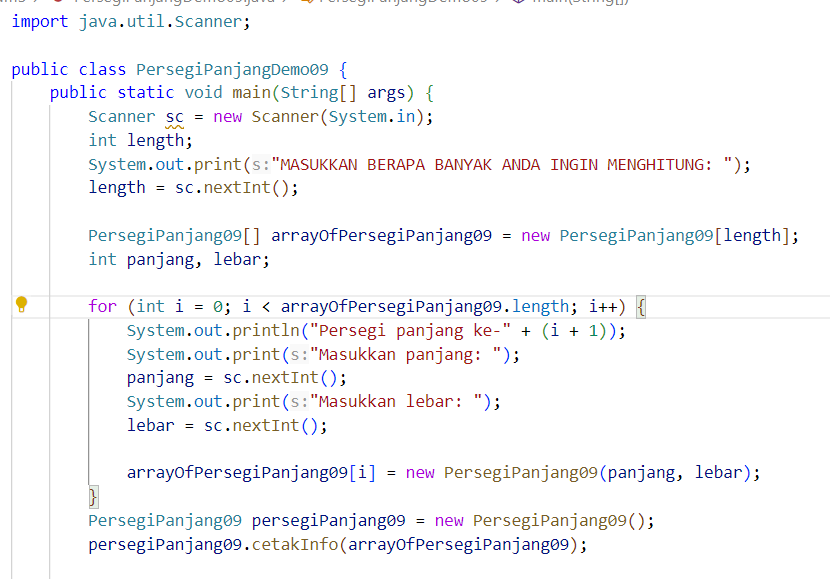 PersegiPanjangDemo09.java > PersegiPanjangDemo09 > main(String[])
import java.util.Scanner;
public class PersegiPanjangDemo09 {
public static void main(String[] args) {
Scanner sc = new Scanner(System.in);
int length;
System.out.print(s:"MASUKKAN BERAPA BANYAK ANDA INGIN MENGHITUNG: ");
length = sc.nextInt();
PersegiPanjang09[] arrayOfPersegiPanjang09 = new PersegiPanjang09[length];
int panjang, lebar;
for (int i = 0; i < arrayOfPersegiPanjang09.length; i++) {
System.out.println("Persegi panjang ke-" + (i + 1));
System.out.print(s:"Masukkan panjang: ");
panjang = sc.nextInt();
System.out.print(s:"Masukkan lebar: ");
lebar = sc.nextInt();
arrayOfPersegiPanjang09[i] = new PersegiPanjang09(panjang, lebar);
}
PersegiPanjang09 persegiPanjang09 = new PersegiPanjang09();
persegiPanjang09.cetakInfo(arrayOfPersegiPanjang09);